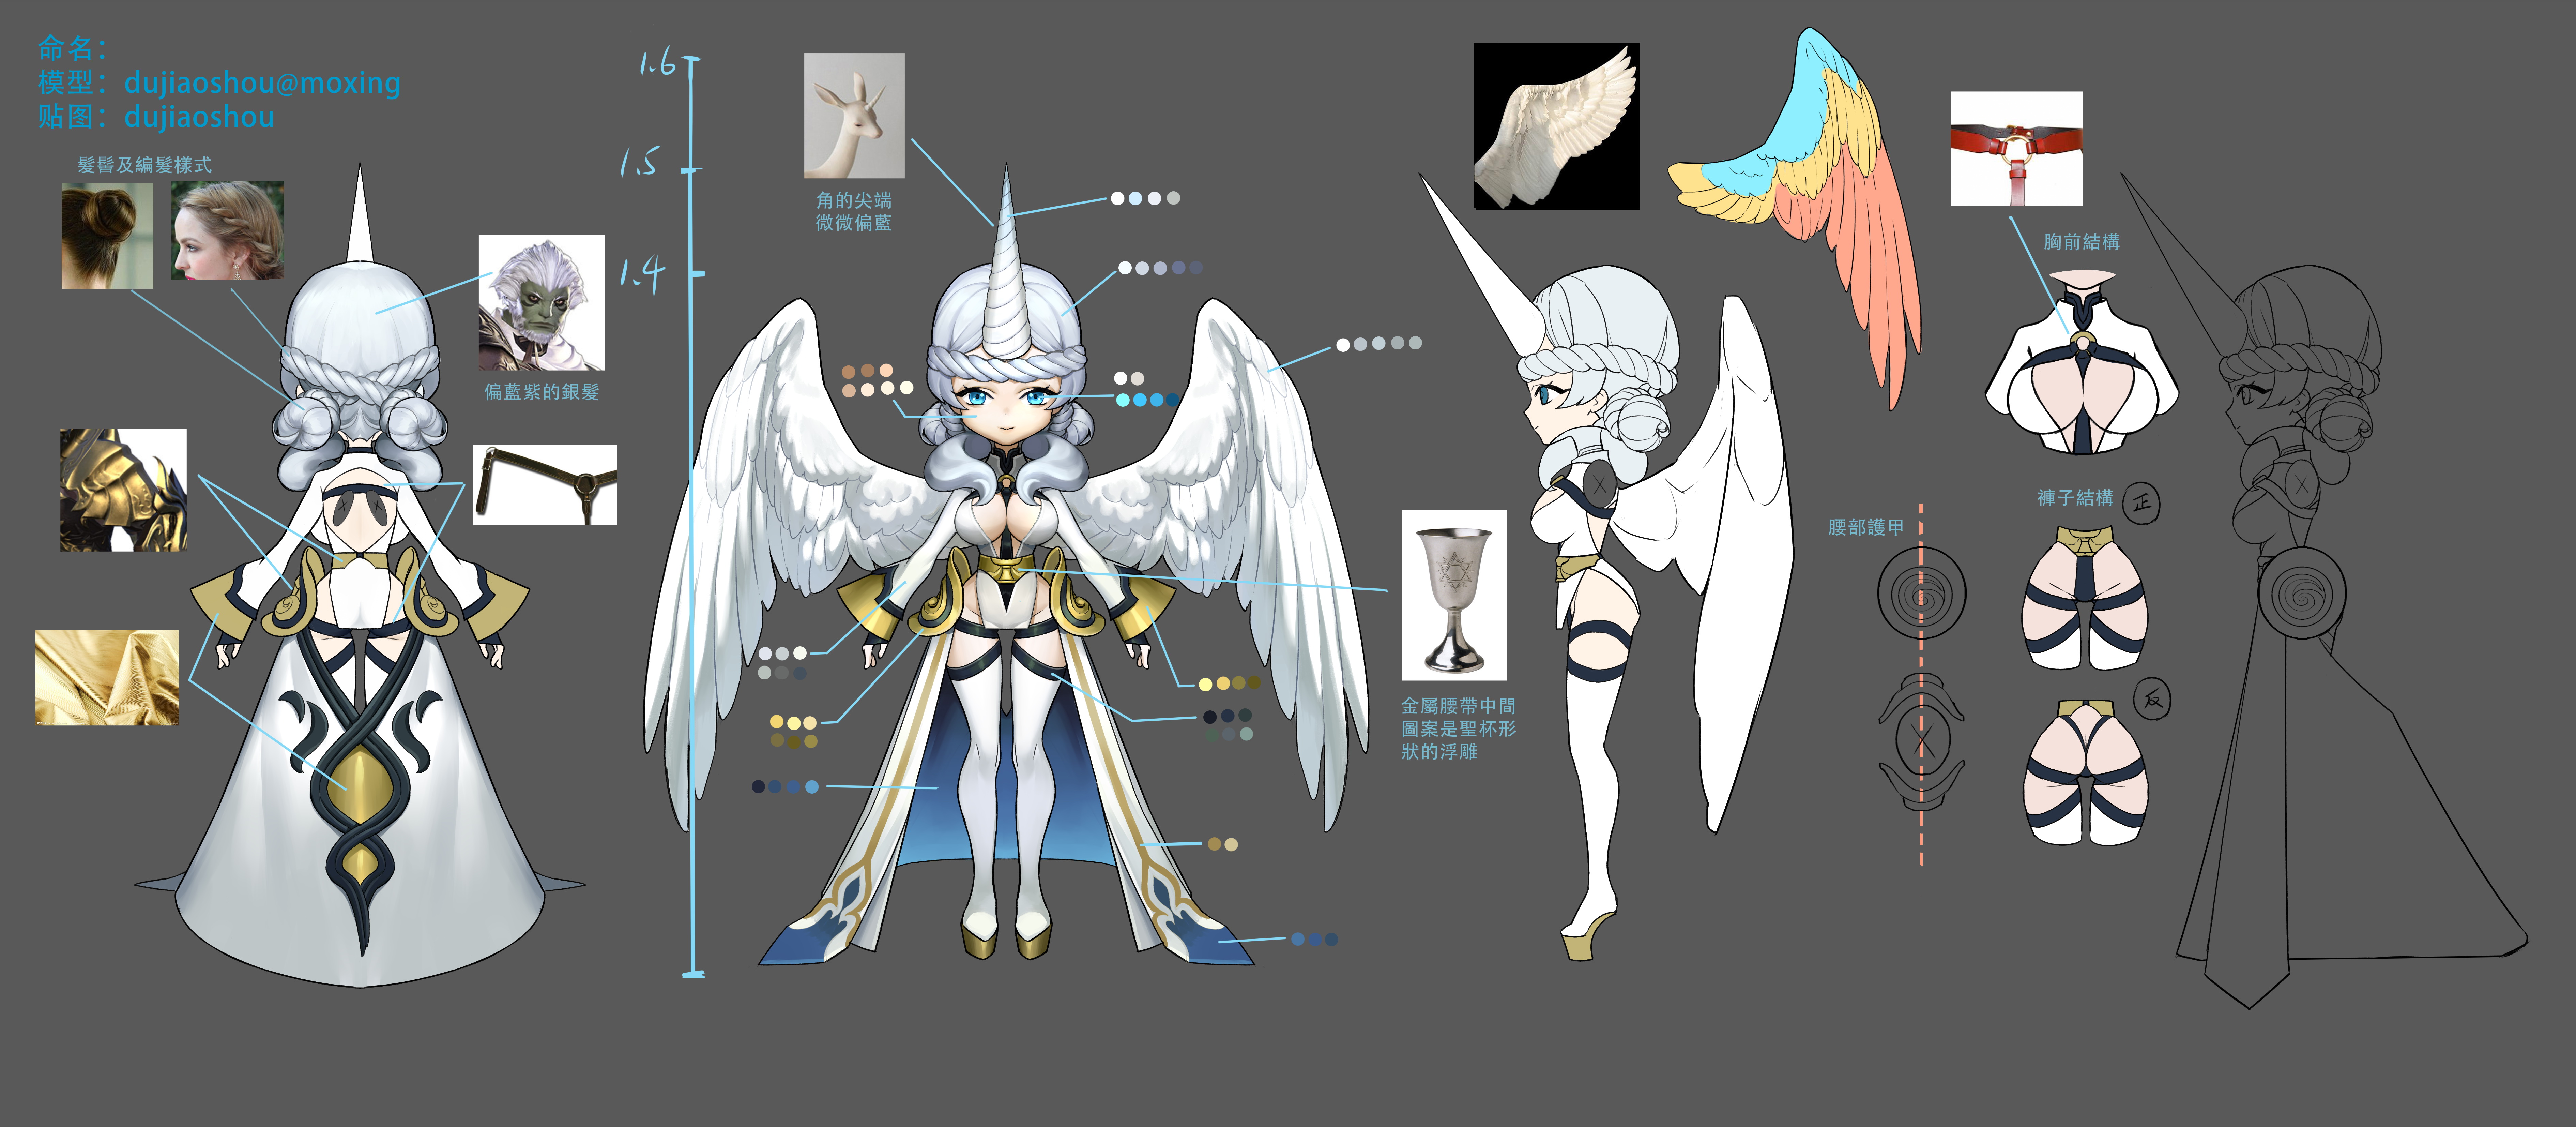 命名：
模型：dujiaoshou@moxing
贴图：dujiaoshou
髮髻及編髮樣式
偏藍紫的銀髮
1.6
1.5
1.4
角的尖端
微微偏藍
金屬腰帶中間
圖案是聖杯形
狀的浮雕
胸前結構
腰部護甲
褲子結構
正
反